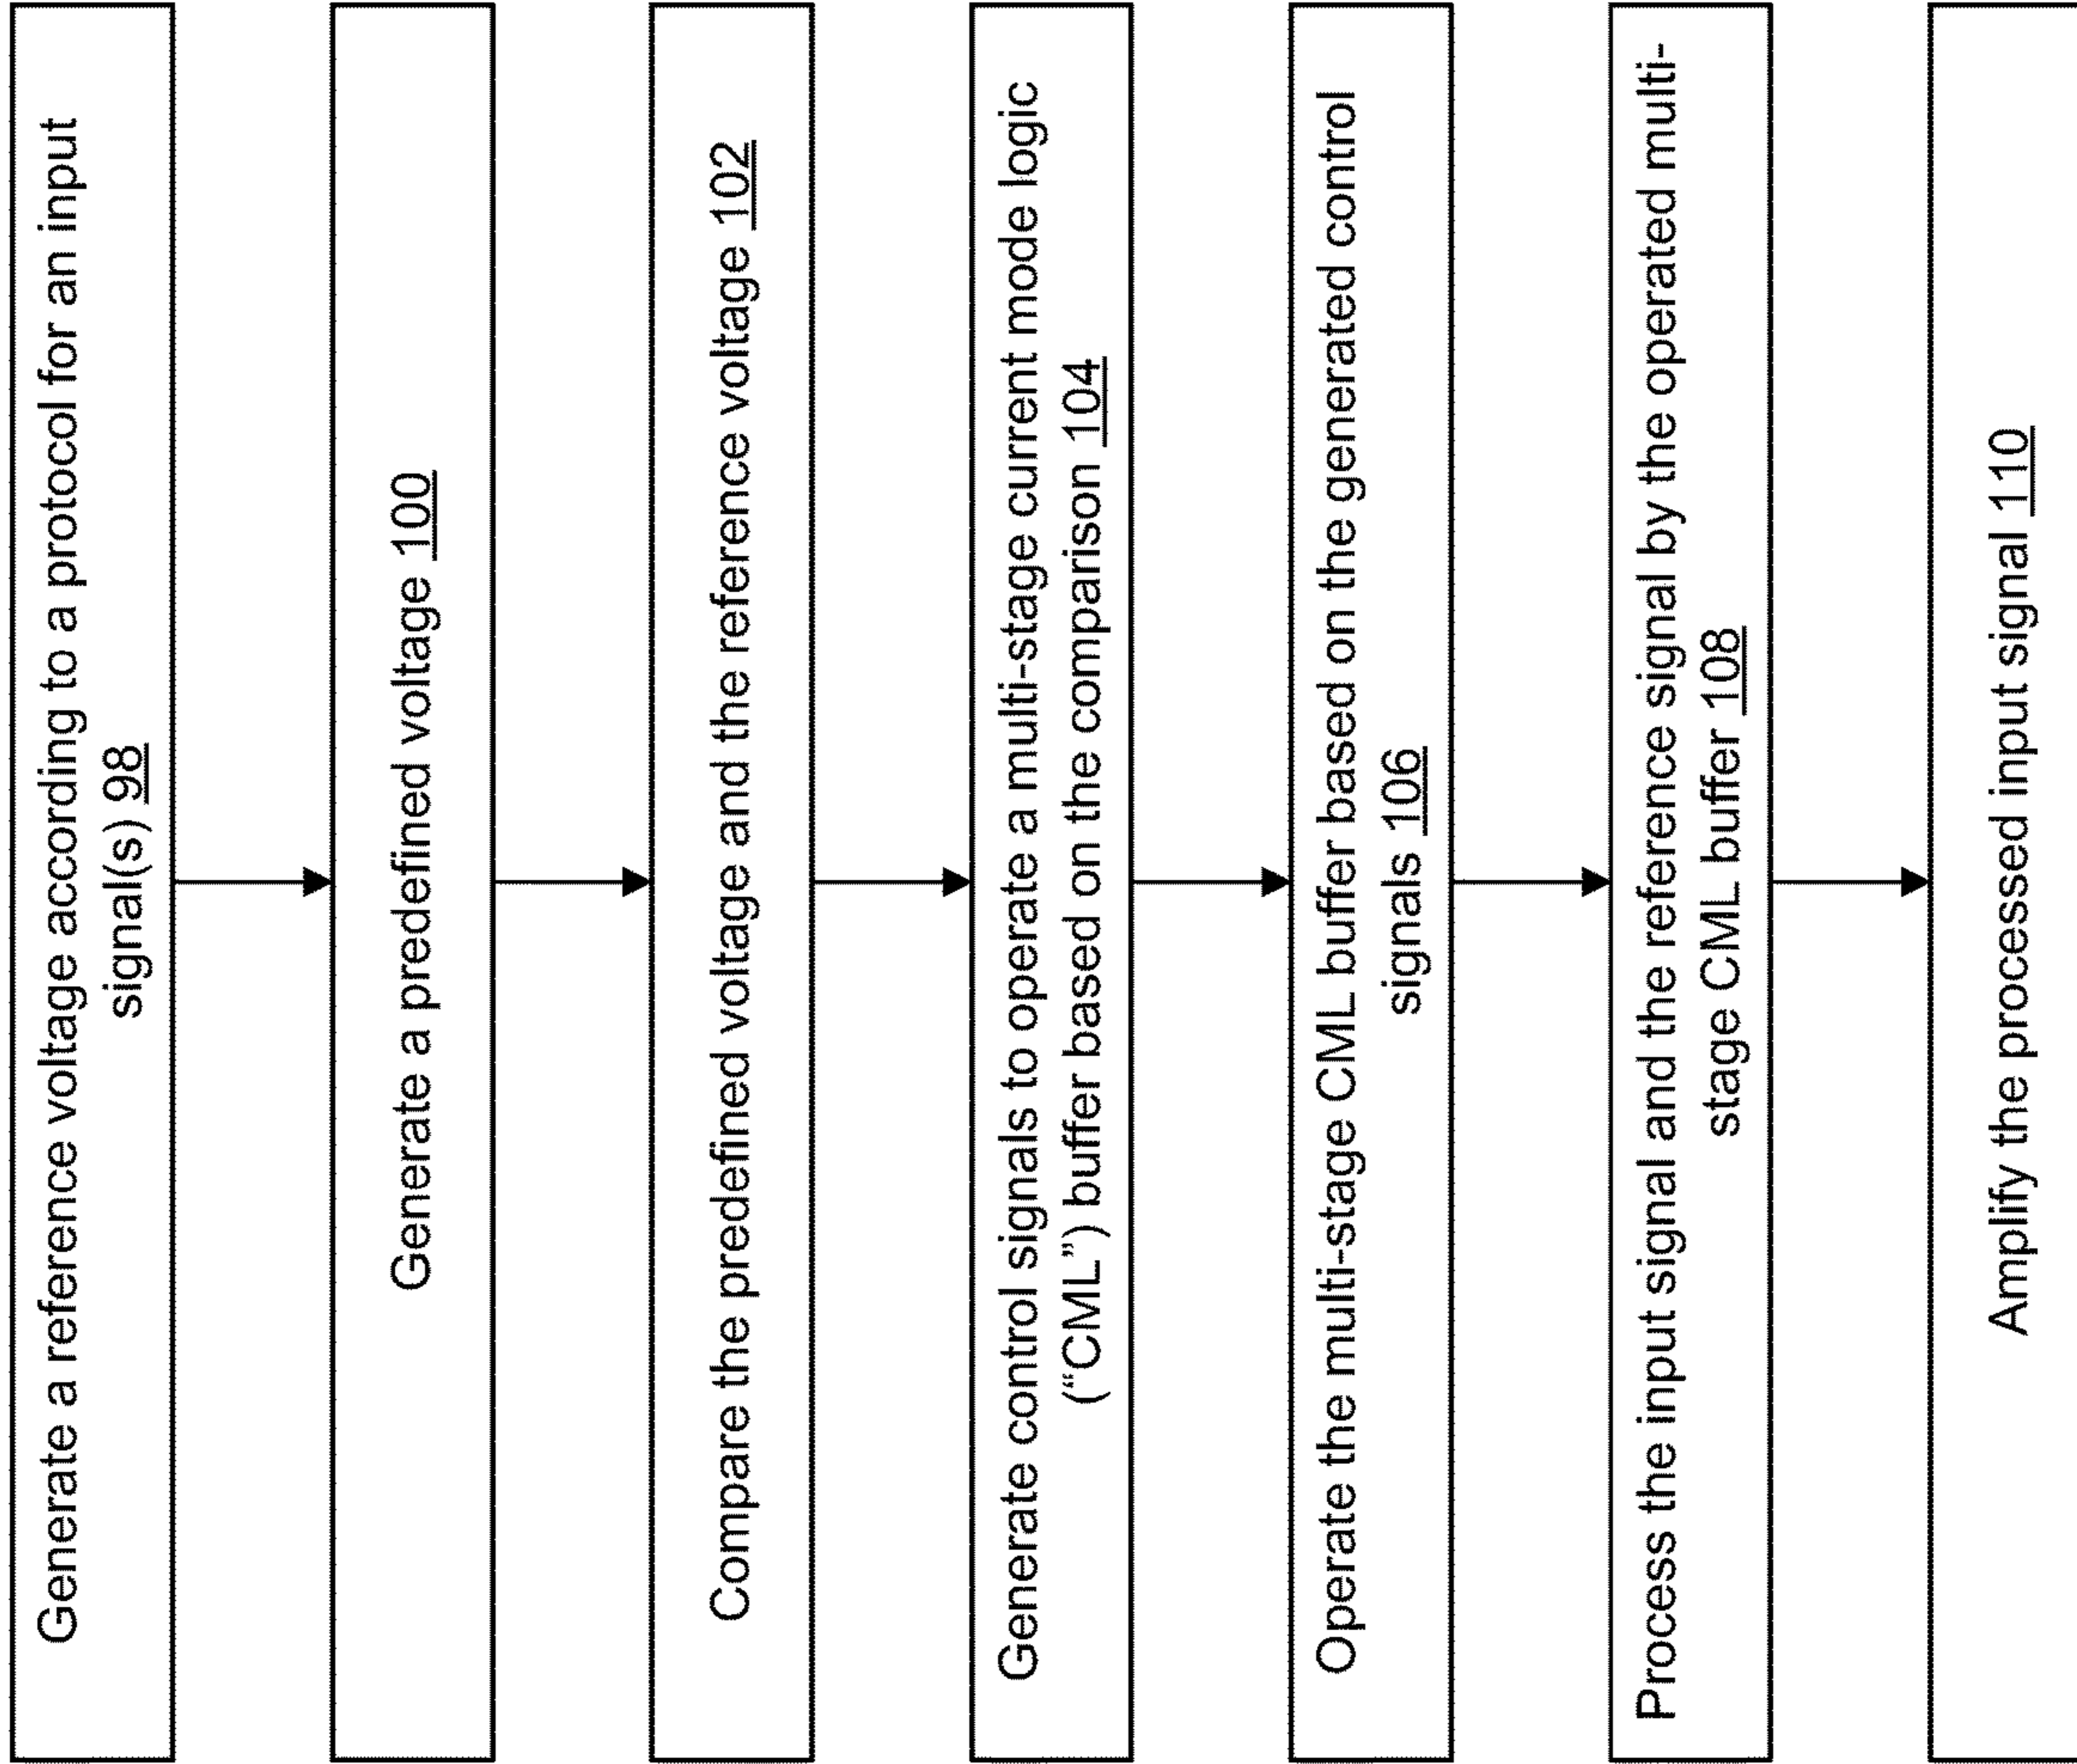 Generate a reference voltage according to a protocol for an input
signal(s) 98
Generate a predefined voltage 100
Compare the predefined voltage and the reference voltage 102
Generate control signals to operate a multi-stage current mode logic
(“CML”) buffer based on the comparison 104
Operate the multi-stage CML buffer based on the generated control
signals 106
Process the input signal and the reference signal by the operated multi-
stage CML buffer 108
Amplify the processed input signal 110